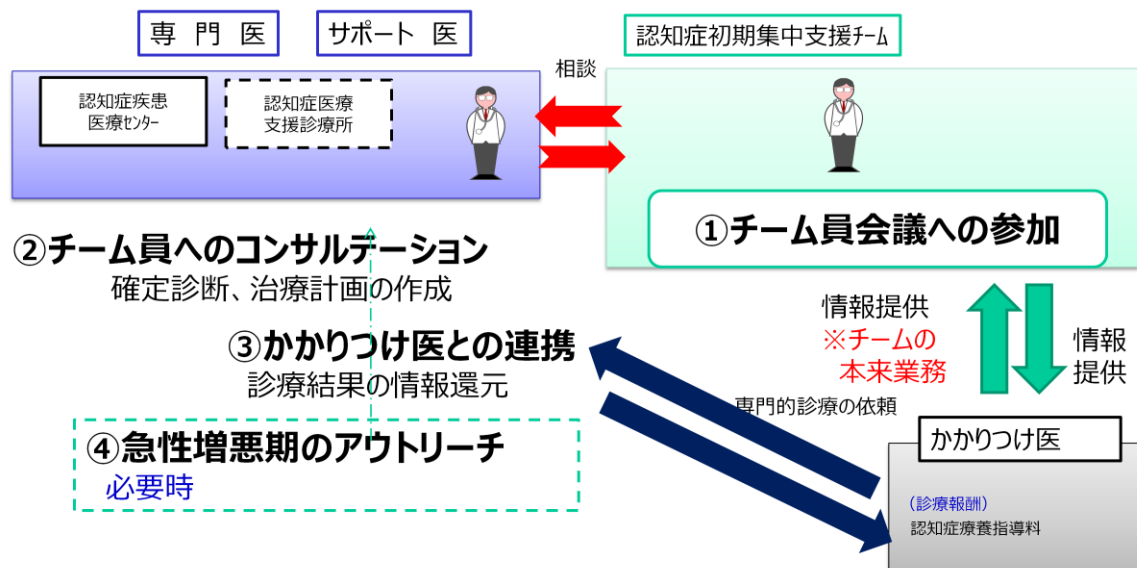 専 門 医
サポート 医
認知症初期集中支援チーム
認知症疾患
医療センター
認知症医療
支援診療所
相談
①チーム員会議への参加
②チーム員へのコンサルテーション
確定診断、治療計画の作成
③かかりつけ医との連携
診療結果の情報還元
④急性増悪期のアウトリーチ
必要時
情報提供
※チームの
本来業務
情報
提供
専門的診療の依頼
かかりつけ医
(診療報酬)
認知症療養指導料